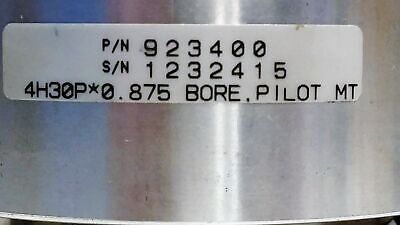 P/N 923400
S/N 1232415
4H30P*0.875 BORE, PILOT MT